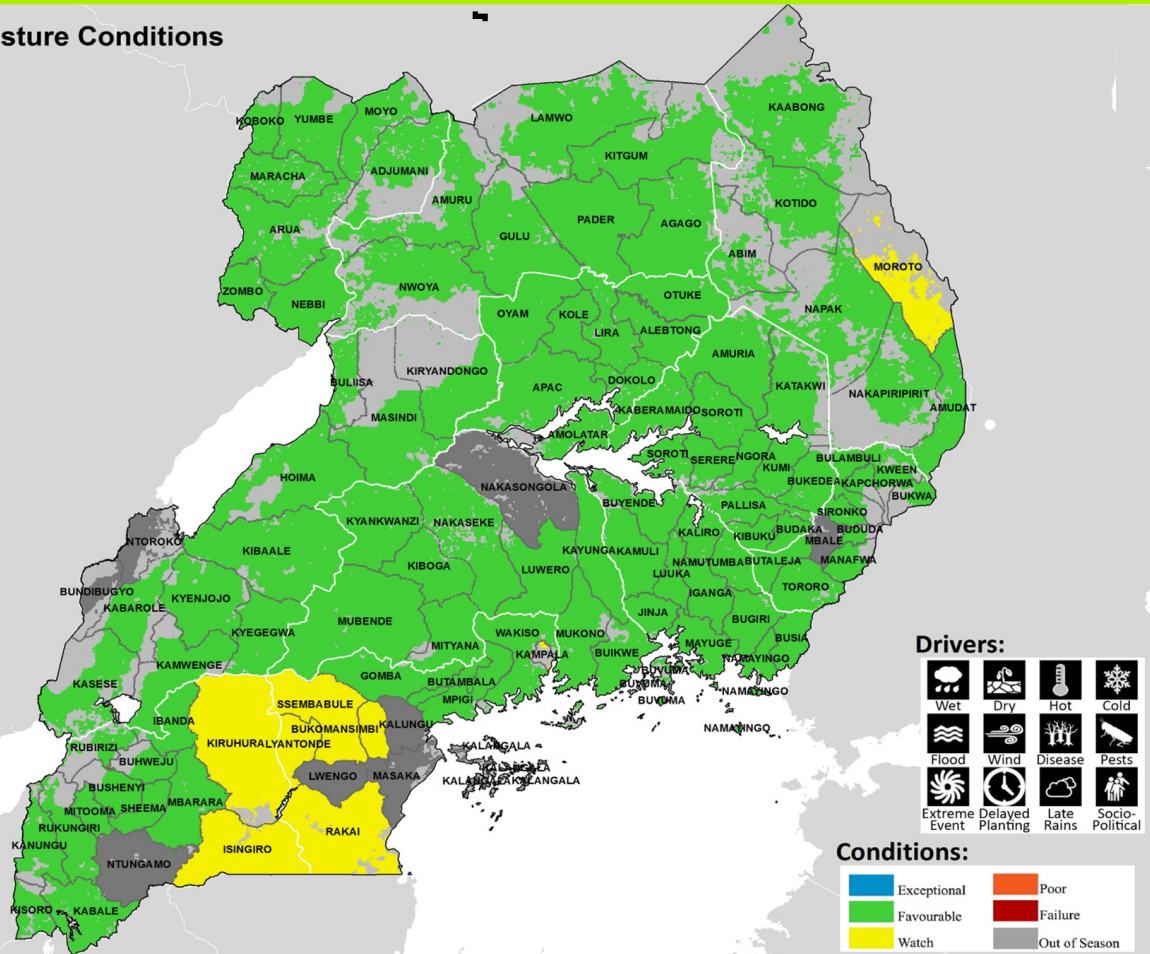 sture Conditions
KAABONG
LAMWO
KOBOKO
YUMBE
MOYO
KITGUM
MARACHA
ADJUMANI
AMURU
KOTIDO
ARUA
GULU
PADER
AGAGO
ABIM
MOROTO
ZOMBO
NEBBI
NWOYA
OTUKE
NAPAK
OYAM
KOLE
LIRA
ALEBTONG
AMURIA
BULIISA
KIRYANDONGO
APAC
DOKOLO
KATAKWI
NAKAPIRIPIRIT
AMUDAT
MASINDI
KABERAMAIDO
SOROTI
AMOLATAR
SOROTI
SERERE
NGORA
KUMI
BULAMBULI
KWEEN
HOIMA
NAKASONGOLA
BUKEDEA
KAPCHORWA
BUKWA
BUYENDE
PALLISA
SIRONKO
KYANKWANZI
NAKASEKE
KALIRO
KIBUKU
BUDAKA
BUDUDA
MBALE
NTOROKO
KIBAALE
KAYUNGA
KAMULI
NAMUTUMBA
BUTALEJA
MANAFWA
KIBOGA
LUWERO
LUUKA
BUNDIBUGYO
KABAROLE
KYENJOJO
IGANGA
TORORO
MUBENDE
JINJA
BUGIRI
KYEGEGWA
MITYANA
WAKISO
MUKONO
BUIKWE
MAYUGE
BUSIA
KAMPALA
NAMAYINGO
KAMWENGE
KASESE
GOMBA
BUTAMBALA
BUVUMA
BUVUMA
NAMAYINGO
MPIGI
BUVUMA
SSEMBABULE
IBANDA
BUKOMANSIMBI
KALUNGU
NAMAYINGO
RUBIRIZI
KIRUHURA
LYANTONDE
KALANGALA
BUHWEJU
LWENGO
MASAKA
KALANGALA
KALANGALA
KALANGALA
BUSHENYI
MITOOMA
SHEEMA
MBARARA
RUKUNGIRI
RAKAI
KANUNGU
ISINGIRO
NTUNGAMO
KISORO
KABALE
Drivers:
Wet Dry Hot Cold
Flood Wind Disease Pests
Extreme Event
Delayed Planting
Late Rains
Socio-Political
Conditions:
Exceptional Poor
Favourable Failure
Watch Out of Season